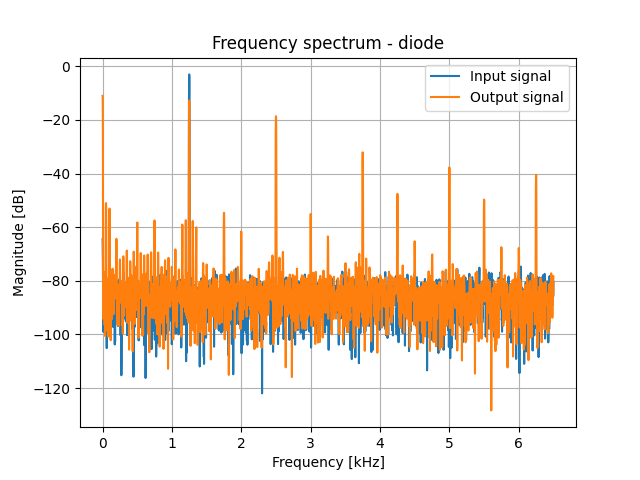 Frequency spectrum - diode
Input signal
Output signal
0
−20
−40
−60
−80
−100
−120
Magnitude [dB]
0 1 2 3 4 5 6
Frequency [kHz]